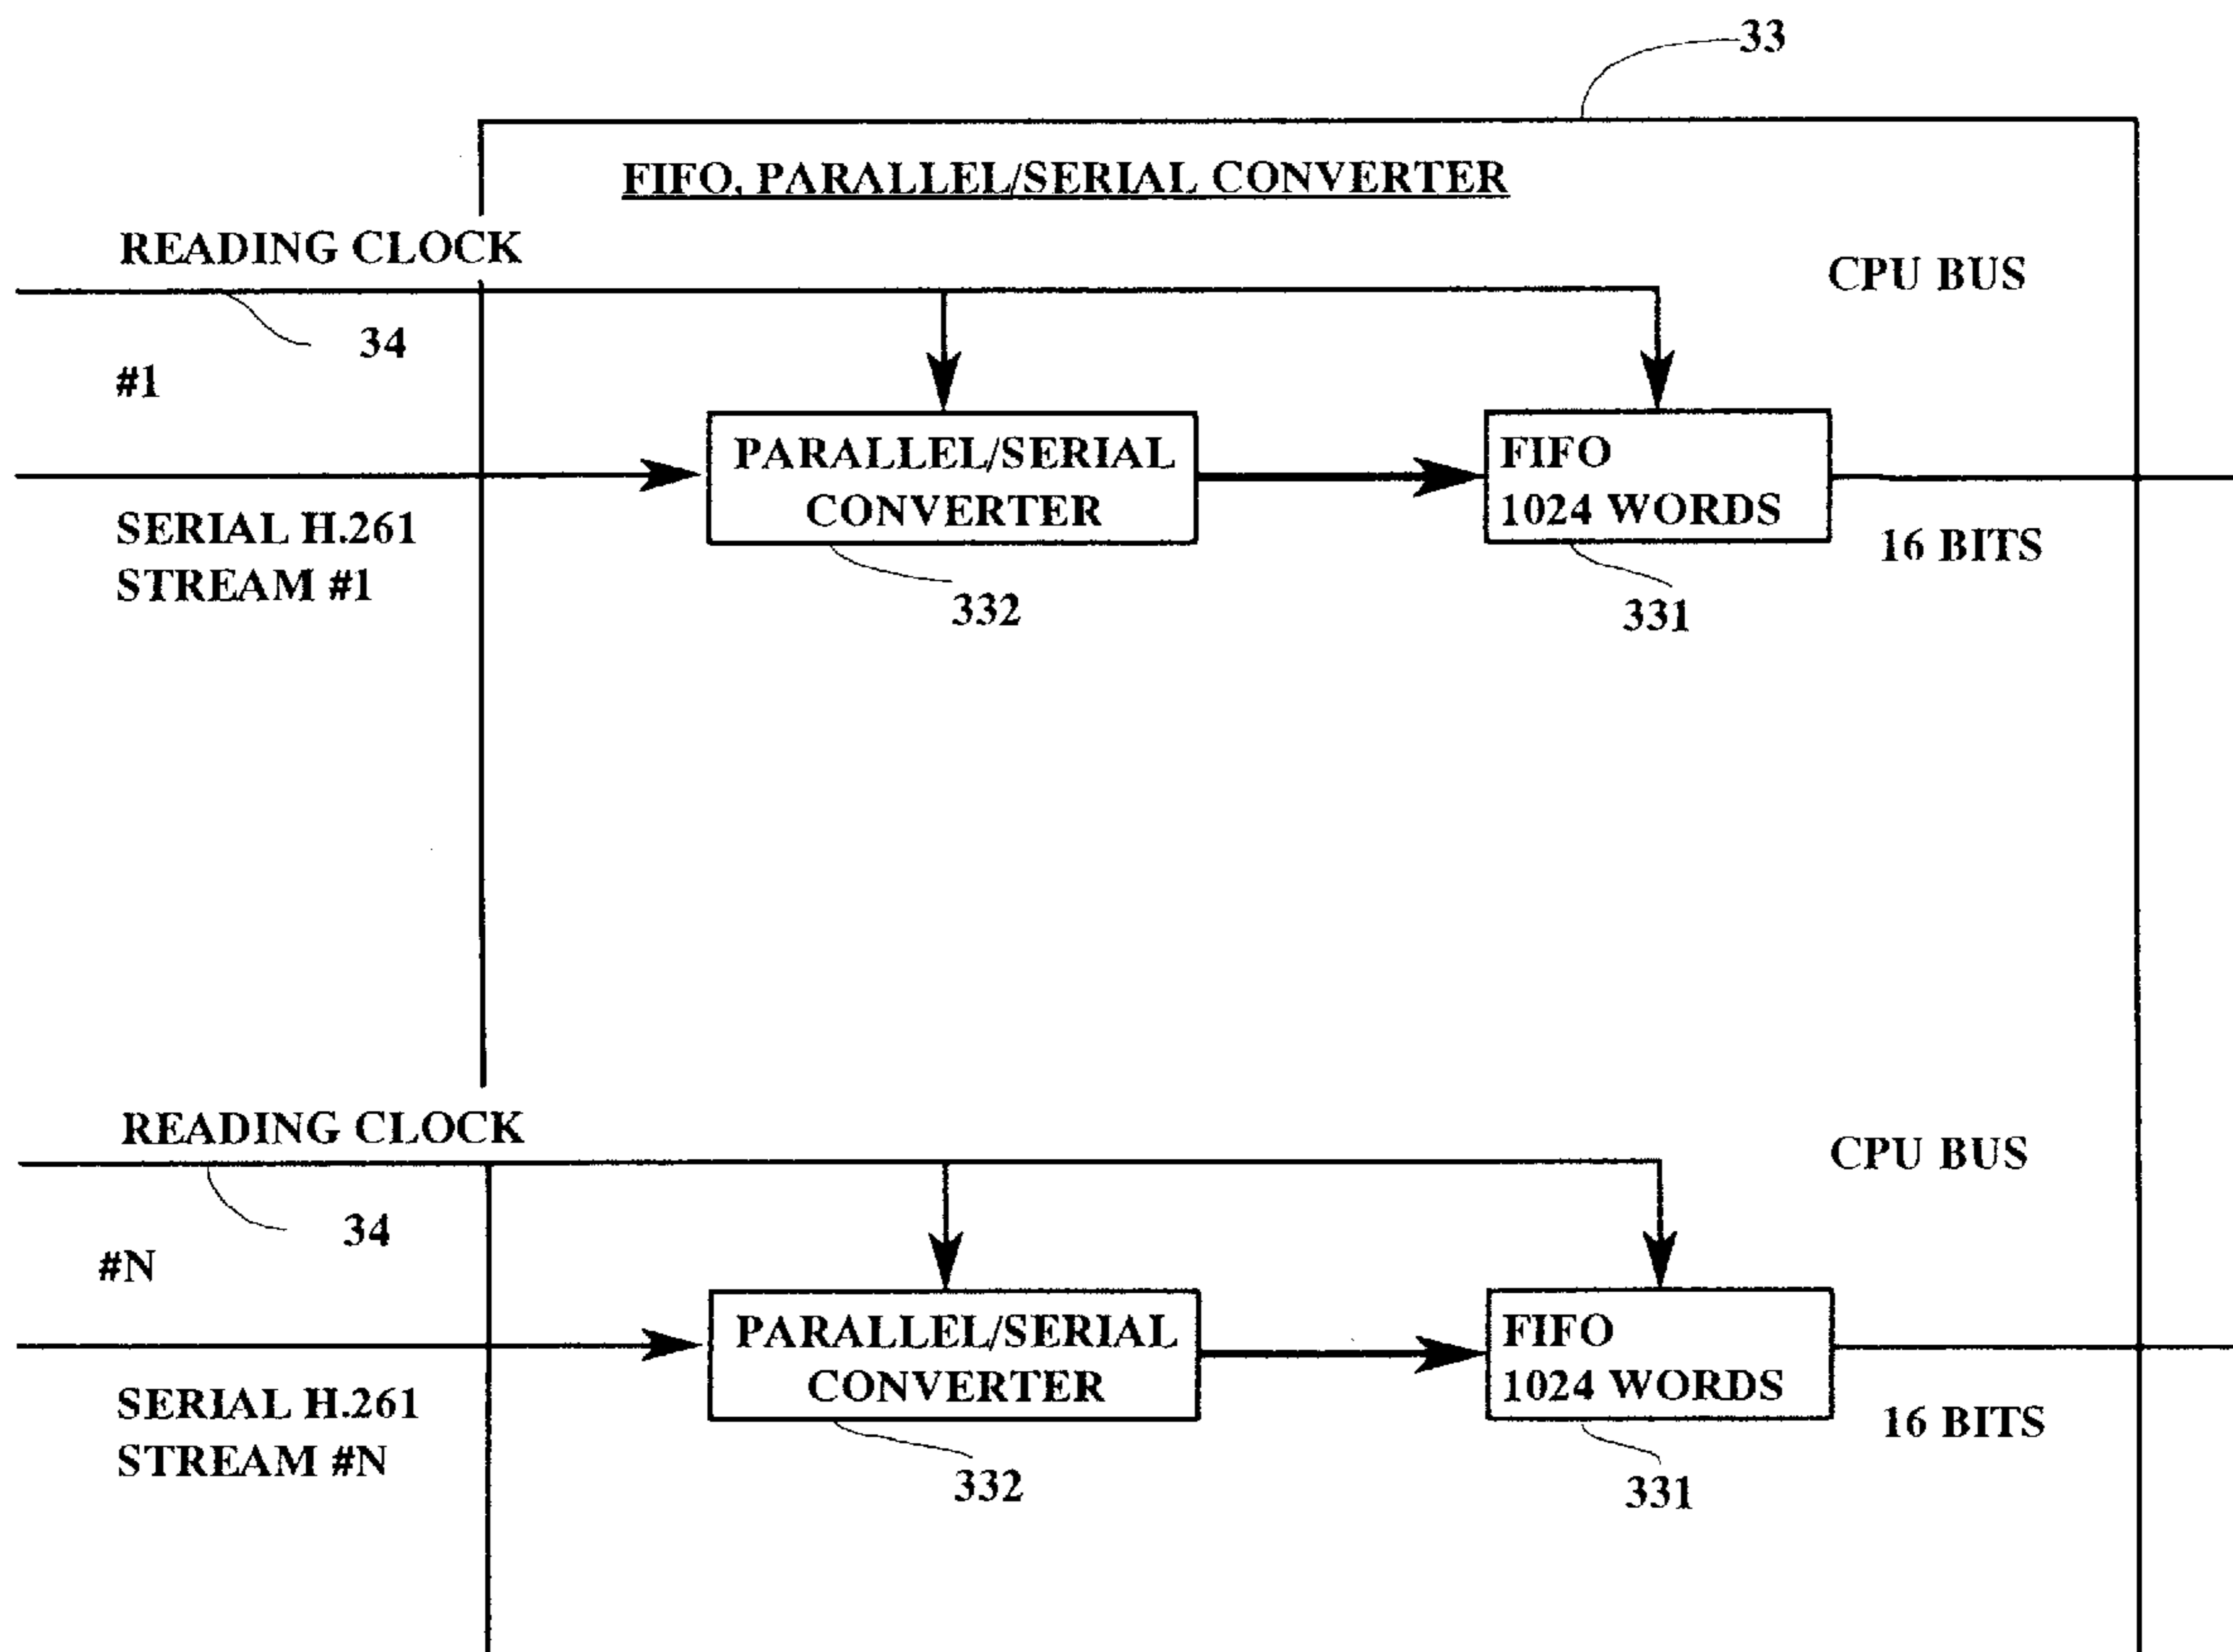 33
FIFO, PARALLEL/SERIAL CONVERTER
READING CLOCK
CPU BUS
34
#1
PARALLEL/SERIAL
CONVERTER
FIFO
1024 WORDS
SERIAL H.261
STREAM #1
16 BITS
332
331
READING CLOCK
CPU BUS
34
#N
PARALLEL/SERIAL
CONVERTER
FIFO
1024 WORDS
SERIAL H.261
STREAM #N
16 BITS
332
331